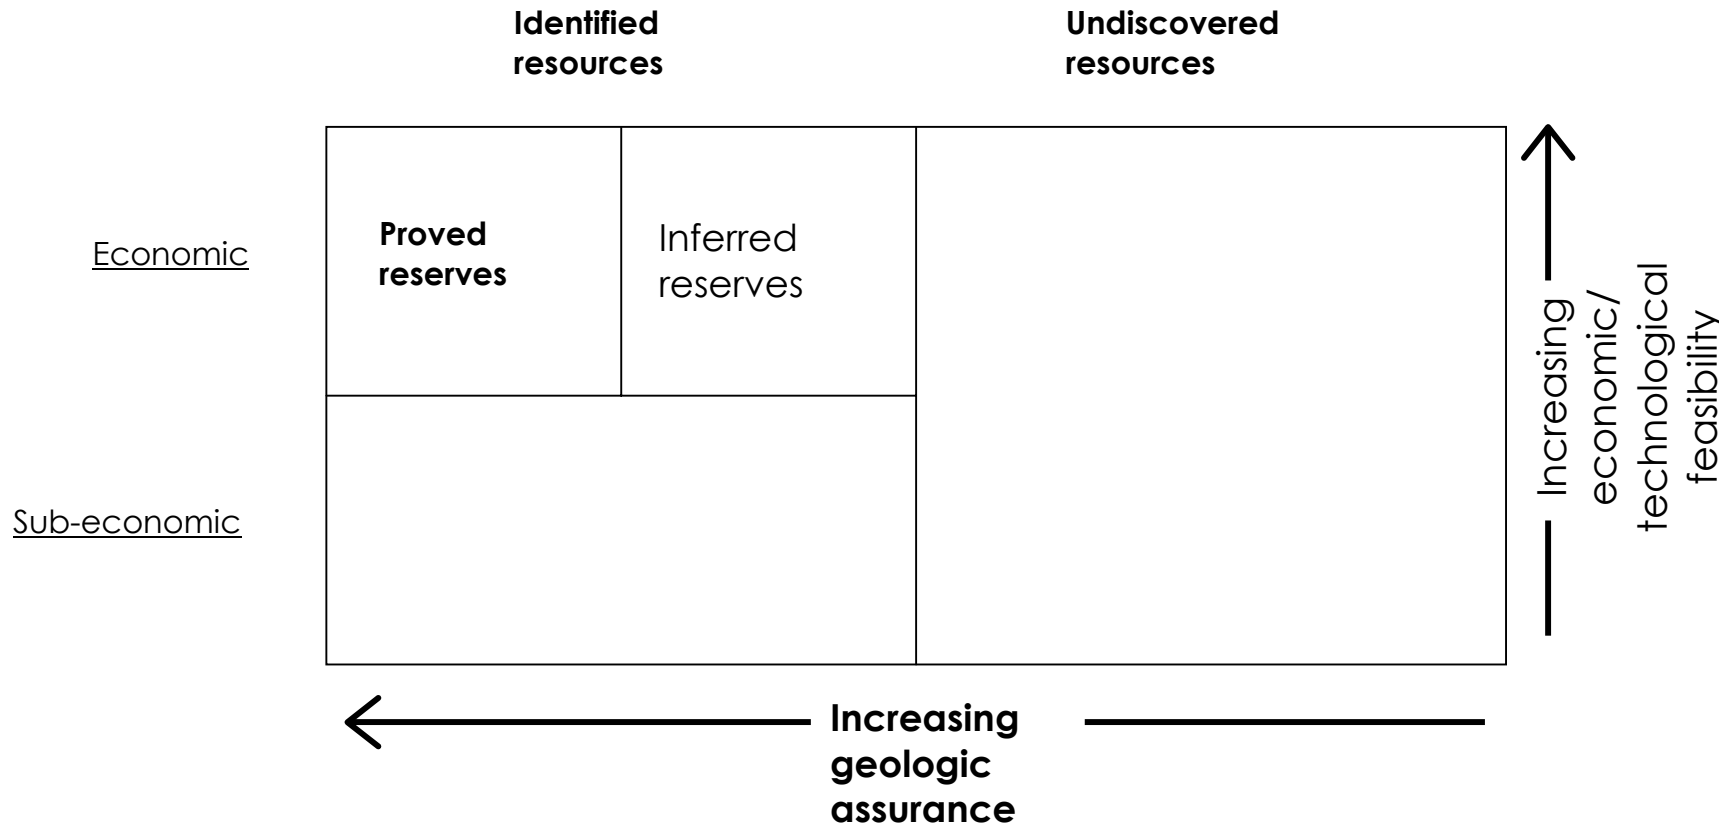 Identified
resources
Undiscovered
resources
Economic
Proved
reserves
Inferred
reserves
Sub-economic
Increasing
economic/
technological
feasibility
Increasing
geologic
assurance